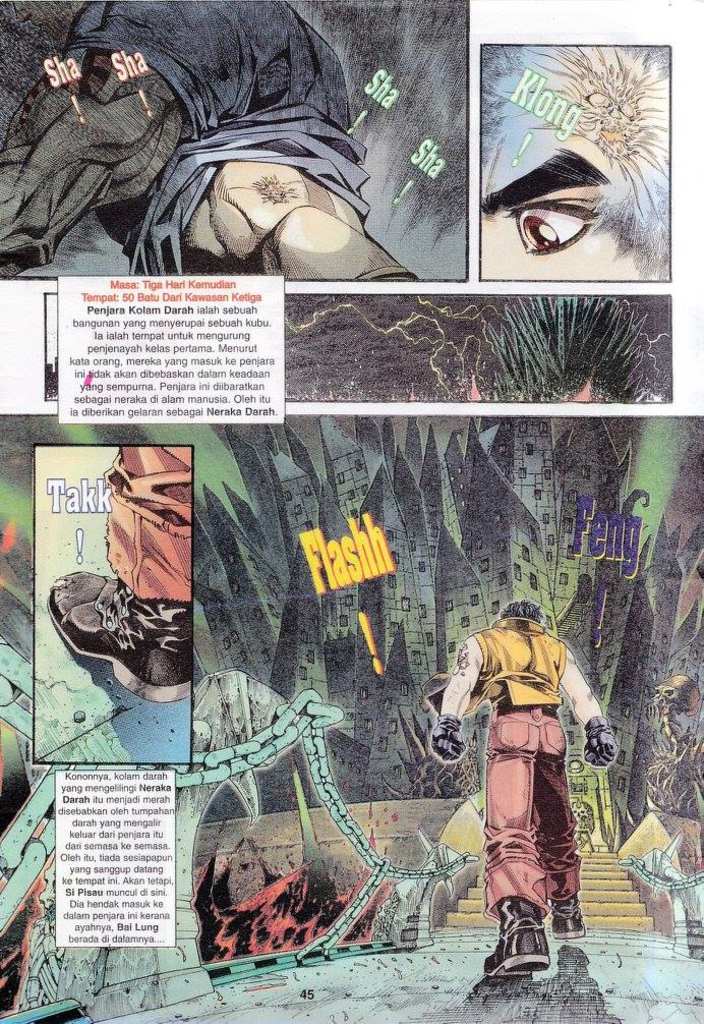 Sha
!
Sha
!
Sha
!
Sha
!
Klong
!
Masa: Tiga Hari Kemudian
Tempat: 50 Batu Dari Kawasan Ketiga
Penjara Kolam Darah ialah sebuah
bangunan yang menyerupai sebuah kubu.
Ia ialah tempat untuk mengurung
penjenayah kelas pertama. Menurut
kata orang, mereka yang masuk ke penjara
ini tidak akan dibebaskan dalam keadaan
yang sempurna. Penjara ini diibaratkan
sebagai neraka di alam manusia. Oleh itu
ia diberikan gelaran sebagai Neraka Darah.
Takk
!
Flashh
!
Feng
!
Kononnya, kolam darah
yang mengelilingi Neraka
Darah itu menjadi merah
disebabkan oleh tumpahan
darah yang mengalir
keluar dari penjara itu
dari semasa ke semasa.
Oleh itu, tiada sesiapapun
yang sanggup datang
ke tempat ini. Akan tetapi,
Si Pisau muncul di sini.
Dia hendak masuk ke
dalam penjara ini kerana
ayahnya, Bai Lung
berada di dalamnya....
45